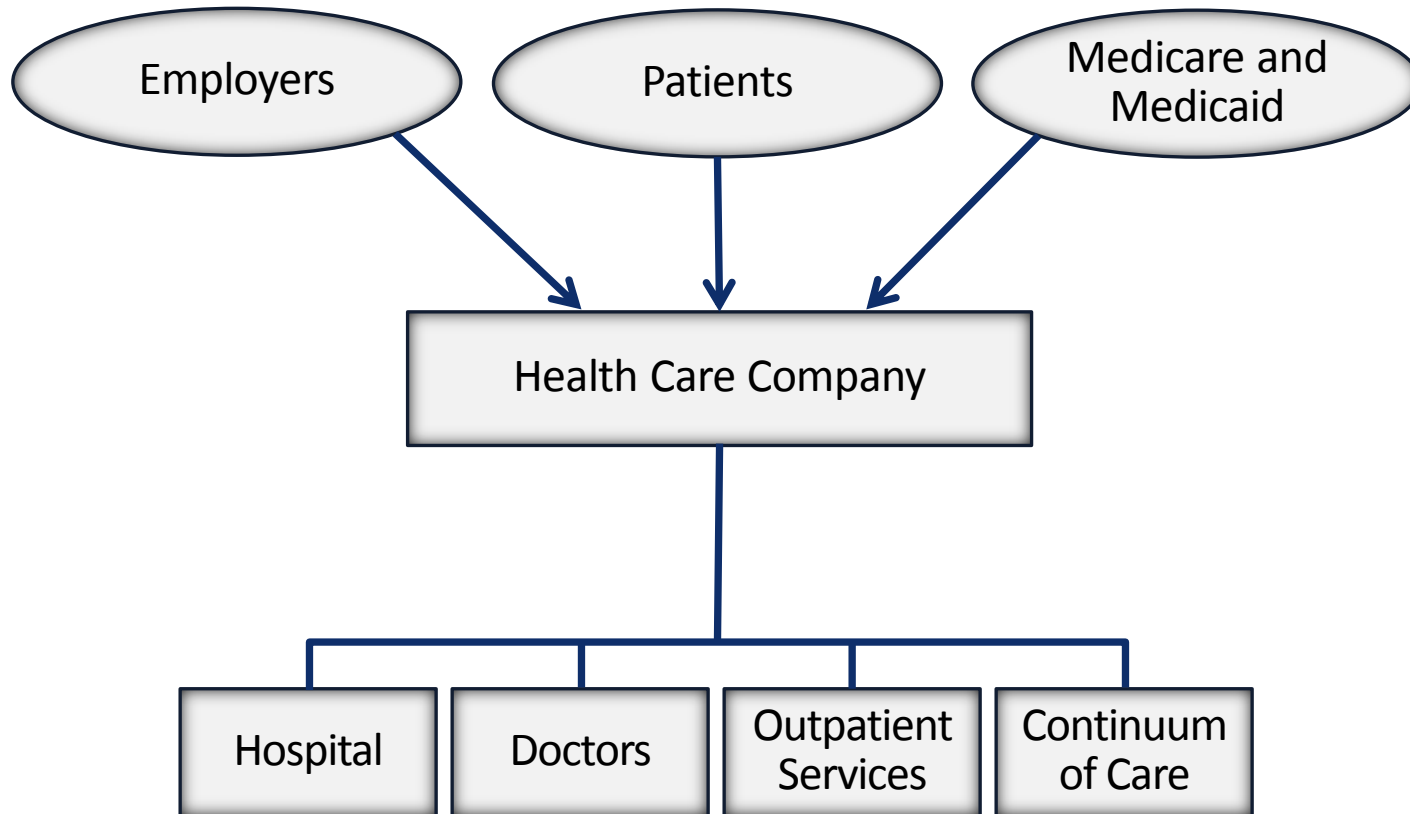 Employers
Patients
Medicare and
Medicaid
Health Care Company
Hospital
Doctors
Outpatient
Services
Continuum
of Care